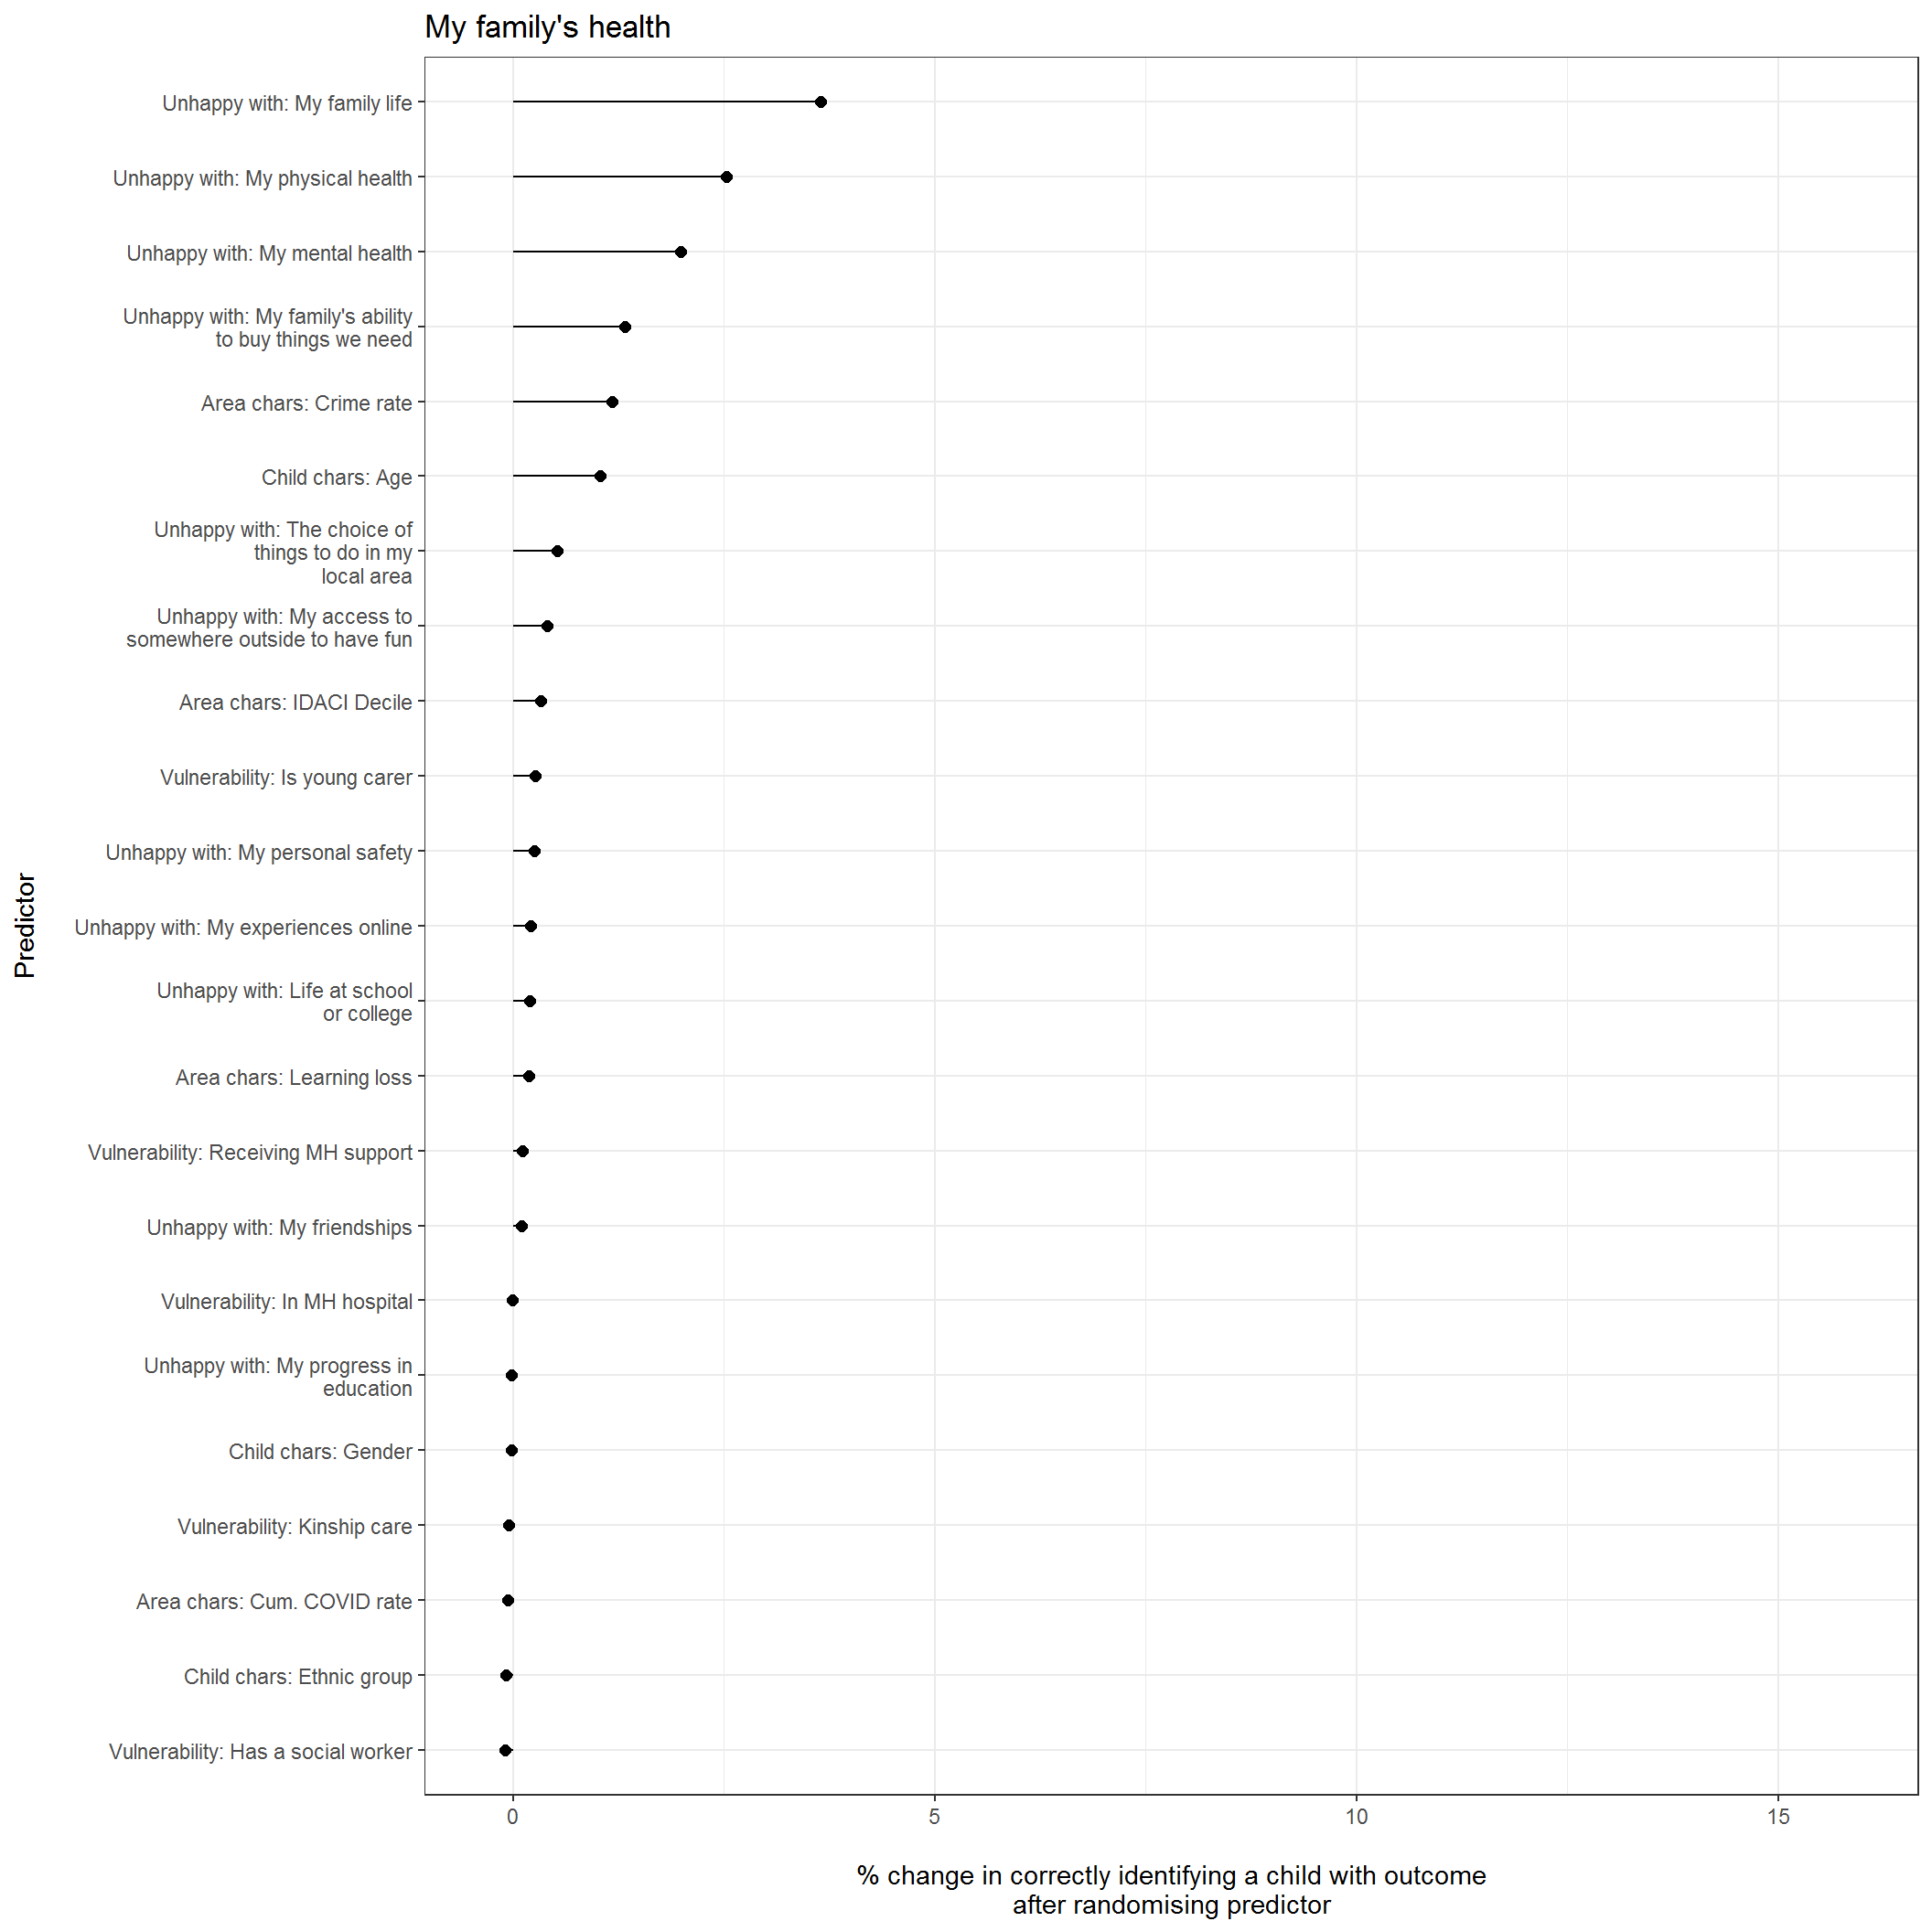 My family's health
Unhappy with: My family life
Unhappy with: My physical health
Unhappy with: My mental health
Unhappy with: My family's ability
to buy things we need
Area chars: Crime rate
Child chars: Age
Unhappy with: The choice of
things to do in my
local area
Unhappy with: My access to
somewhere outside to have fun
Area chars: IDACI Decile
Vulnerability: Is young carer
Unhappy with: My personal safety
Unhappy with: My experiences online
Unhappy with: Life at school
or college
Area chars: Learning loss
Vulnerability: Receiving MH support
Unhappy with: My friendships
Vulnerability: In MH hospital
Unhappy with: My progress in
education
Child chars: Gender
Vulnerability: Kinship care
Area chars: Cum. COVID rate
Child chars: Ethnic group
Vulnerability: Has a social worker
Predictor
0 5 10 15
% change in correctly identifying a child with outcome
after randomising predictor